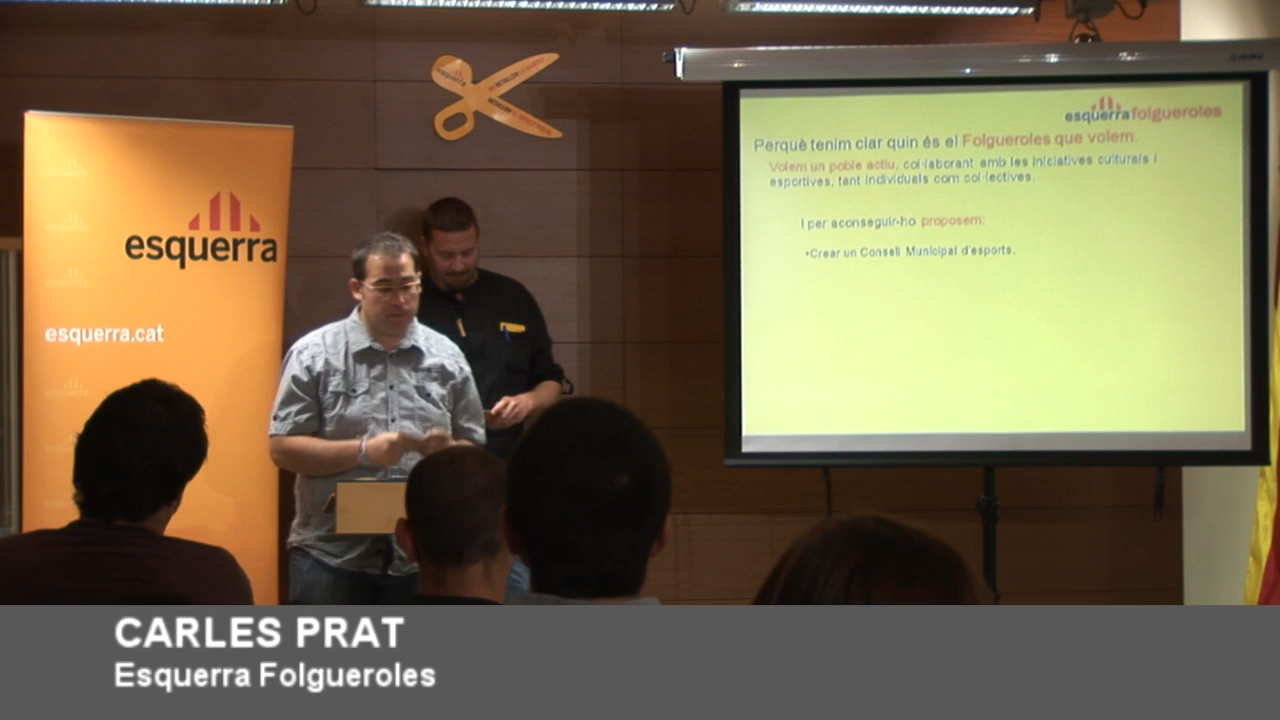 esquerra
esquerra.cat
esquerra folgueroles
Perquè tenim clar quin és el Folgueroles que volem.
Volem un poble actiu, col·laborant amb les iniciatives culturals i
esportives, tant individuals com col·lectives.
I per aconseguir-ho proposem:
•Crear un Consell Municipal d'esports.
CARLES PRAT
Esquerra Folgueroles